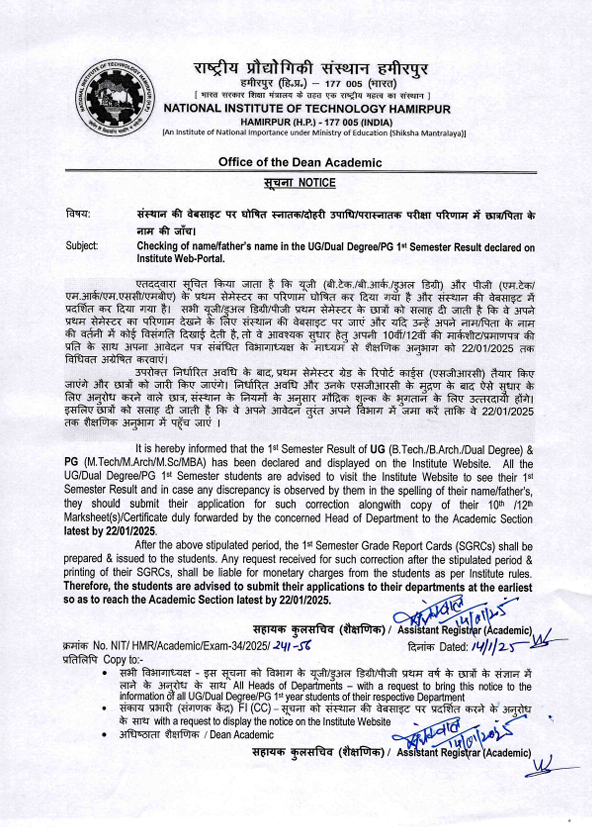 राष्ट्रीय प्रौद्योगिकी संस्थान हमीरपुर
हमीरपुर (हि.प्र.) – 177 005 (भारत)
[ भारत सरकार शिक्षा मंत्रालय के तहत एक राष्ट्रीय महत्व का संस्थान ]
NATIONAL INSTITUTE OF TECHNOLOGY HAMIRPUR
HAMIRPUR (H.P.) - 177 005 (INDIA)
[An Institute of National Importance under Ministry of Education (Shiksha Mantralaya)]
Office of the Dean Academic
सूचना NOTICE
विषय: संस्थान की वेबसाइट पर घोषित स्नातक/दोहरी उपाधि/परास्नातक परीक्षा परिणाम में छात्र/पिता के
नाम की जाँच।
Subject: Checking of name/father's name in the UG/Dual Degree/PG 1st Semester Result declared on
Institute Web-Portal.
एतदद्वारा सूचित किया जाता है कि यूजी (बी.टेक./बी.आर्क./डुअल डिग्री) और पीजी (एम.टेक/
एम.आर्क/एम.एससी/एमबीए) के प्रथम सेमेस्टर का परिणाम घोषित कर दिया गया है और संस्थान की वेबसाइट में
प्रदर्शित कर दिया गया है। सभी यूजी/डुअल डिग्री/पीजी प्रथम सेमेस्टर के छात्रों को सलाह दी जाती है कि वे अपने
प्रथम सेमेस्टर का परिणाम देखने के लिए संस्थान की वेबसाइट पर जाएं और यदि उन्हें अपने नाम/पिता के नाम
की वर्तनी में कोई विसंगति दिखाई देती है, तो वे आवश्यक सुधार हेतु अपनी 10वीं/12वीं की मार्कशीट/प्रमाणपत्र की
प्रति के साथ अपना आवेदन पत्र संबंधित विभागाध्यक्ष के माध्यम से शैक्षणिक अनुभाग को 22/01/2025 तक
विधिवत अग्रेषित करवाएं।
उपरोक्त निर्धारित अवधि के बाद, प्रथम सेमेस्टर ग्रेड के रिपोर्ट कार्ड्स (एसजीआरसी) तैयार किए
जाएंगे और छात्रों को जारी किए जाएंगे। निर्धारित अवधि और उनके एसजीआरसी के मुद्रण के बाद ऐसे सुधार के
लिए अनुरोध करने वाले छात्र, संस्थान के नियमों के अनुसार मौद्रिक शुल्क के भुगतान के लिए उत्तरदायी होंगे।
इसलिए छात्रों को सलाह दी जाती है कि वे अपने आवेदन तुरंत अपने विभाग में जमा करें ताकि वे 22/01/2025
तक शैक्षणिक अनुभाग में पहुँच जाएं ।
It is hereby informed that the 1st Semester Result of UG (B.Tech./B.Arch./Dual Degree) &
PG (M.Tech/M.Arch/M.Sc/MBA) has been declared and displayed on the Institute Website. All the
UG/Dual Degree/PG 1st Semester students are advised to visit the Institute Website to see their 1st
Semester Result and in case any discrepancy is observed by them in the spelling of their name/father's,
they should submit their application for such correction alongwith copy of their 10th /12th
Marksheet(s)/Certificate duly forwarded by the concerned Head of Department to the Academic Section
latest by 22/01/2025.
After the above stipulated period, the 1st Semester Grade Report Cards (SGRCs) shall be
prepared & issued to the students. Any request received for such correction after the stipulated period &
printing of their SGRCs, shall be liable for monetary charges from the students as per Institute rules.
Therefore, the students are advised to submit their applications to their departments at the earliest
so as to reach the Academic Section latest by 22/01/2025.
14/01/25
सहायक कुलसचिव (शैक्षणिक) / Assistant Registrar (Academic)
क्रमांक No. NIT/ HMR/Academic/Exam-34/2025/ 241-56 दिनांक Dated: 14/1/25
प्रतिलिपि Copy to:-
• सभी विभागाध्यक्ष - इस सूचना को विभाग के यूजी/डुअल डिग्री/पीजी प्रथम वर्ष के छात्रों के संज्ञान में
लाने के अनुरोध के साथ All Heads of Departments – with a request to bring this notice to the
information of all UG/Dual Degree/PG 1st year students of their respective Department
• संकाय प्रभारी (संगणक केंद्र) FI (CC) – सूचना को संस्थान की वेबसाइट पर प्रदर्शित करने के अनुरोध
के साथ with a request to display the notice on the Institute Website
• अधिष्ठाता शैक्षणिक / Dean Academic
14/01/2025
सहायक कुलसचिव (शैक्षणिक) / Assistant Registrar (Academic)